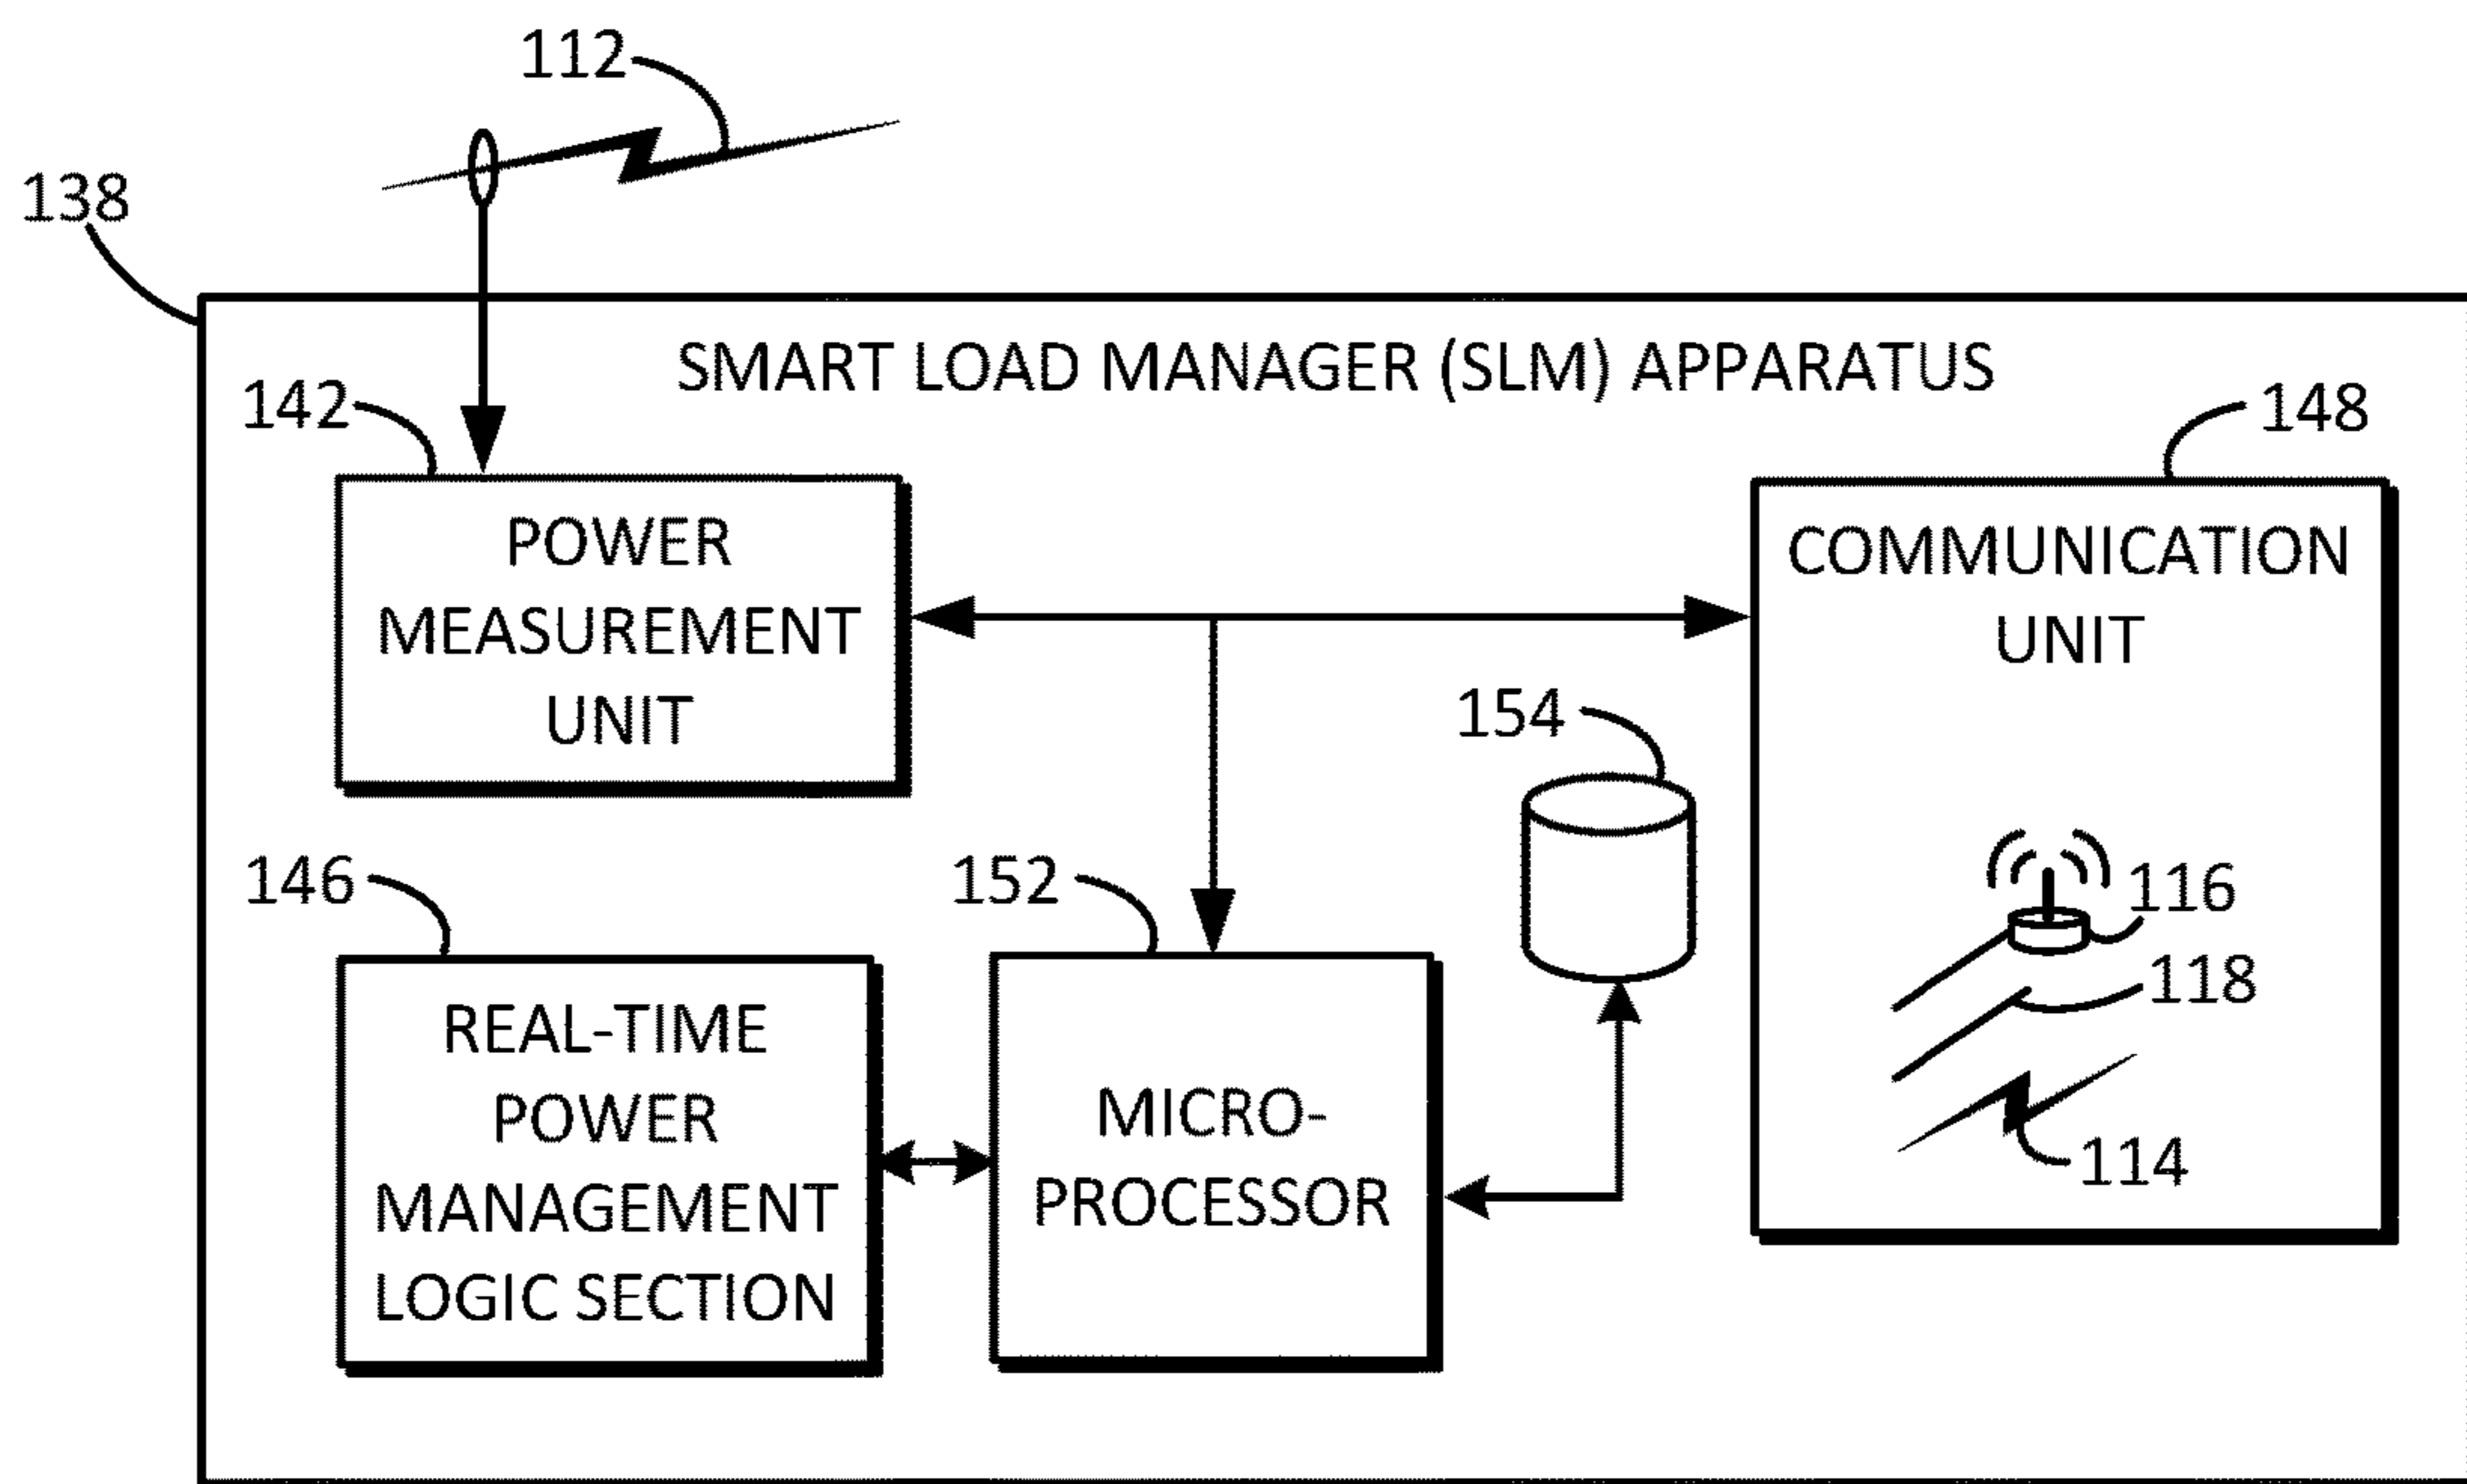 112
138
SMART LOAD MANAGER (SLM) APPARATUS
142
148
POWER
MEASUREMENT
UNIT
COMMUNICATION
UNIT
154
146
152
116
118
REAL-TIME
POWER
MANAGEMENT
LOGIC SECTION
MICRO-
PROCESSOR
114